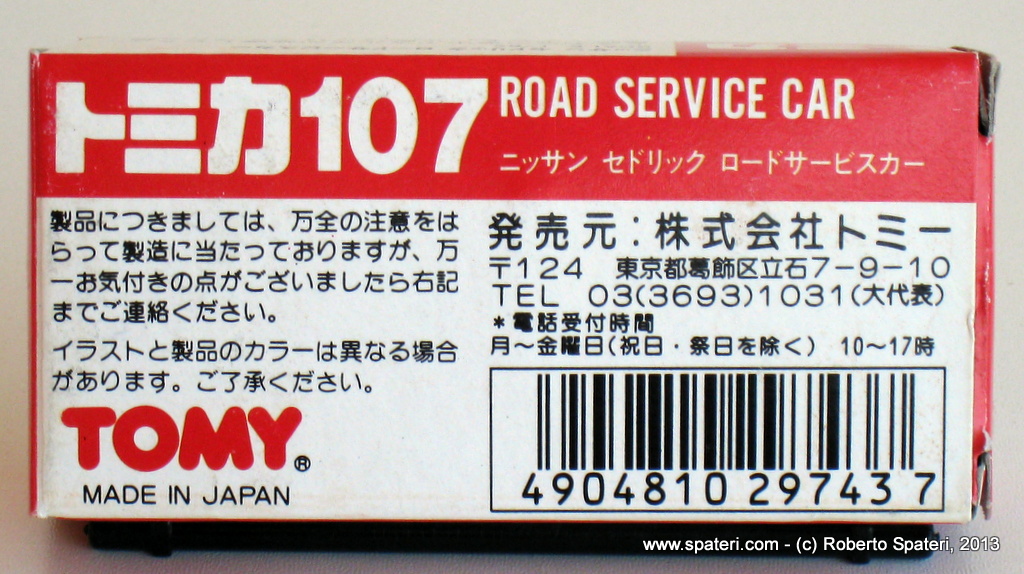 トミカ107
ROAD SERVICE CAR
ニッサン セドリック ロードサービスカー
製品につきましては、万全の注意をは
らって製造に当たっておりますが、万
一お気付きの点がございましたら右記
までご連絡ください。
イラストと製品のカラーは異なる場合
があります。ご了承ください。
TOMY®
MADE IN JAPAN
発売元：株式会社トミー
〒124 東京都葛飾区立石7-9-10
TEL 03(3693)1031(大代表)
*電話受付時間
月～金曜日(祝日・祭日を除く) 10～17時
4904810 297437
www.spateri.com - (c) Roberto Spateri, 2013